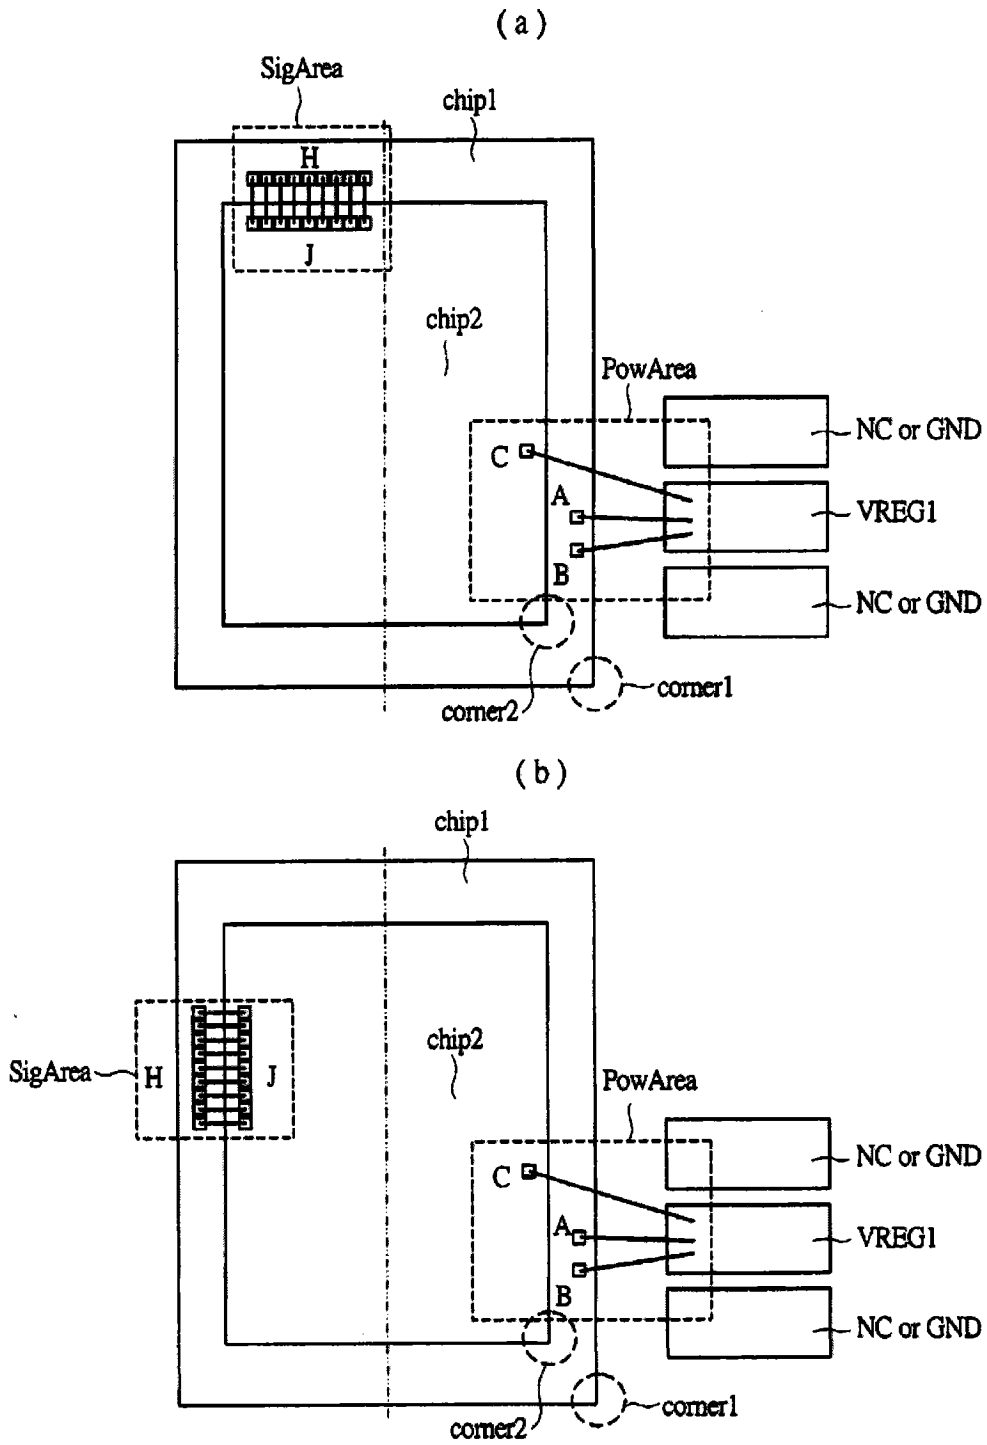 (a)
SigArea
chip1
H
J
chip2
PowArea
NC or GND
C
A
VREG1
B
NC or GND
corner1
corner2
(b)
chip1
chip2
SigArea
H
J
PowArea
NC or GND
C
A
VREG1
B
NC or GND
corner1
corner2